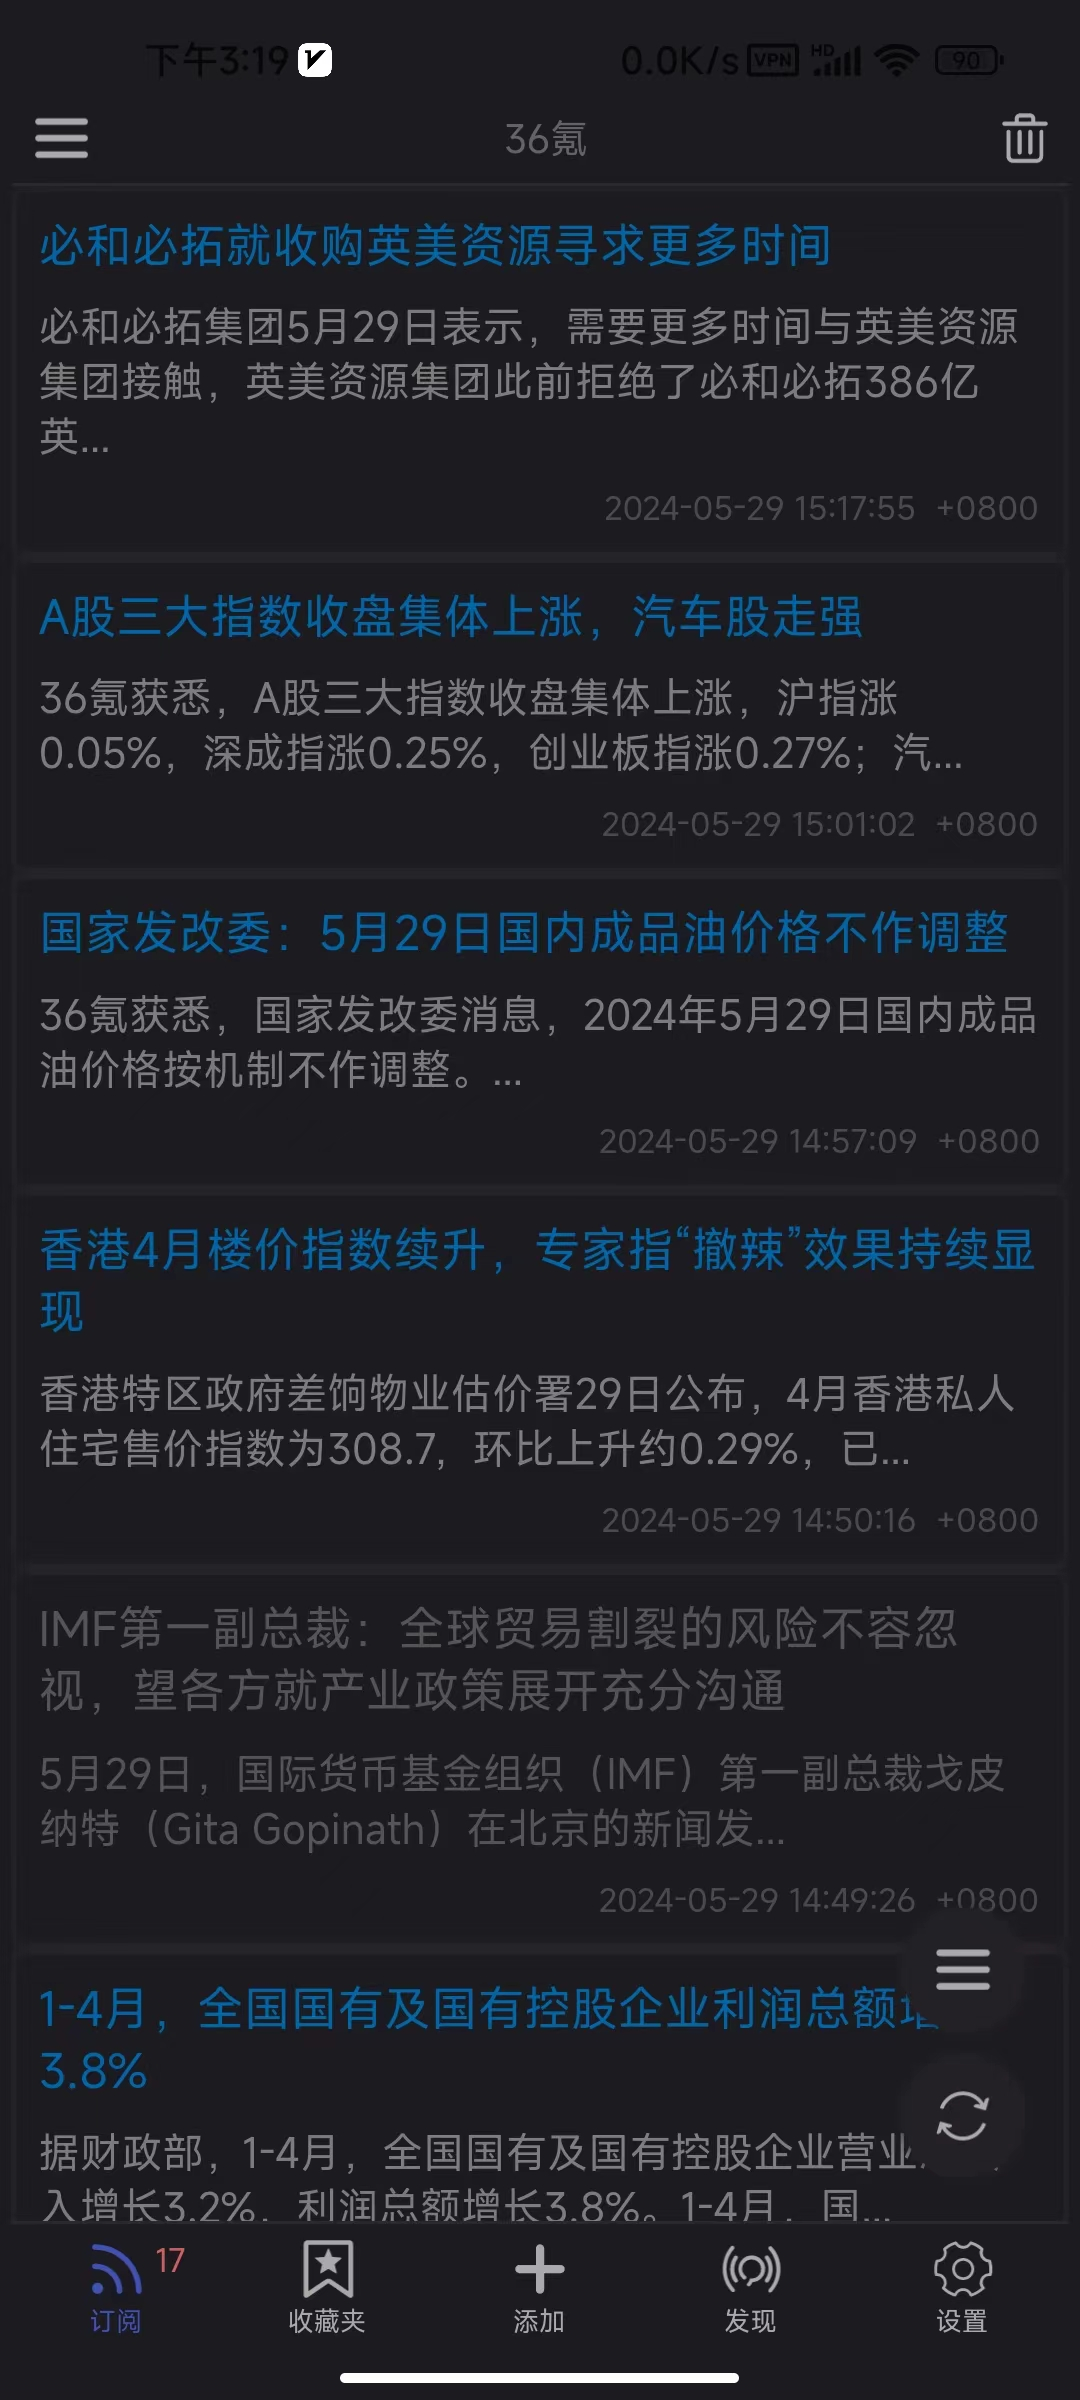 下午3:19
0.0K/s VPN HD 90
36氪
必和必拓就收购英美资源寻求更多时间
必和必拓集团5月29日表示，需要更多时间与英美资源
集团接触，英美资源集团此前拒绝了必和必拓386亿
英...
2024-05-29 15:17:55 +0800
A股三大指数收盘集体上涨，汽车股走强
36氪获悉，A股三大指数收盘集体上涨，沪指涨
0.05%，深成指涨0.25%，创业板指涨0.27%；汽...
2024-05-29 15:01:02 +0800
国家发改委：5月29日国内成品油价格不作调整
36氪获悉，国家发改委消息，2024年5月29日国内成品
油价格按机制不作调整。...
2024-05-29 14:57:09 +0800
香港4月楼价指数续升，专家指“撤辣”效果持续显
现
香港特区政府差饷物业估价署29日公布，4月香港私人
住宅售价指数为308.7，环比上升约0.29%，已...
2024-05-29 14:50:16 +0800
IMF第一副总裁：全球贸易割裂的风险不容忽
视，望各方就产业政策展开充分沟通
5月29日，国际货币基金组织（IMF）第一副总裁戈皮
纳特（Gita Gopinath）在北京的新闻发...
2024-05-29 14:49:26 +0800
1-4月，全国国有及国有控股企业利润总额增
3.8%
据财政部，1-4月，全国国有及国有控股企业营业
入增长3.2%，利润总额增长3.8%。1-4月，国...
17
订阅
收藏夹
添加
发现
设置